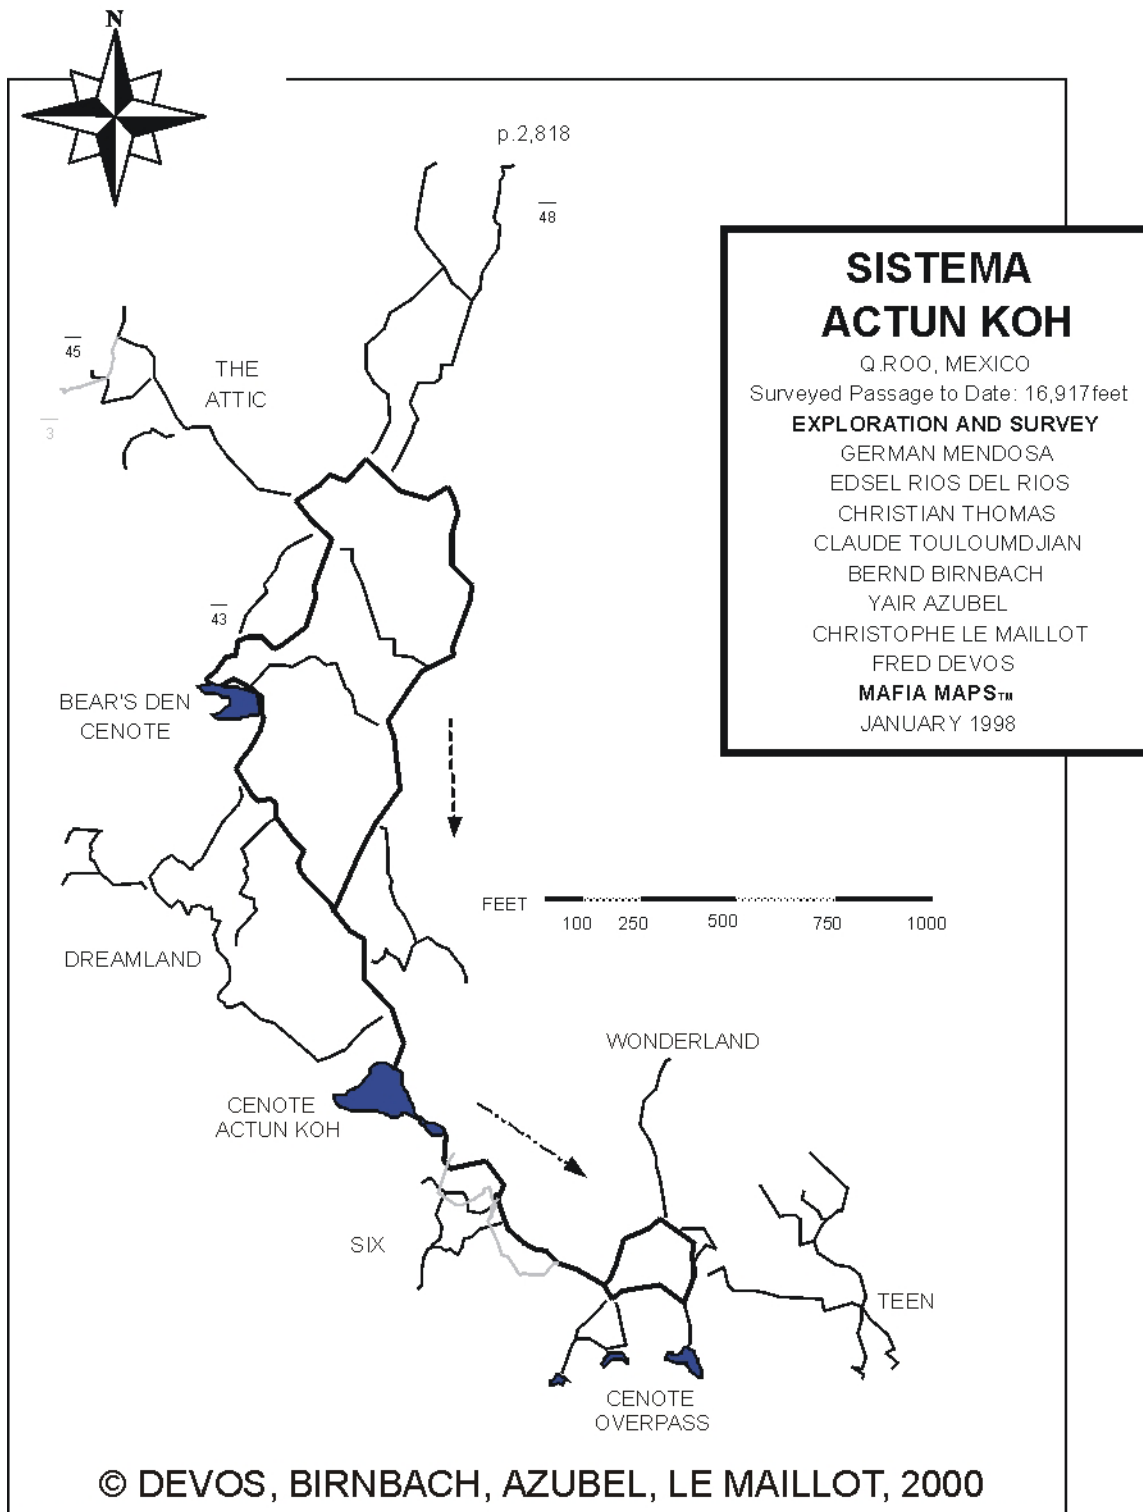 N
p.2,818
48
SISTEMA
ACTUN KOH
Q.ROO, MEXICO
Surveyed Passage to Date: 16,917feet
EXPLORATION AND SURVEY
GERMAN MENDOSA
EDSEL RIOS DEL RIOS
CHRISTIAN THOMAS
CLAUDE TOULOUMDJIAN
BERND BIRNBACH
YAIR AZUBEL
CHRISTOPHE LE MAILLOT
FRED DEVOS
MAFIA MAPS™
JANUARY 1998
45
3
THE
ATTIC
43
BEAR'S DEN
CENOTE
FEET
100 250 500 750 1000
DREAMLAND
WONDERLAND
CENOTE
ACTUN KOH
SIX
TEEN
CENOTE
OVERPASS
© DEVOS, BIRNBACH, AZUBEL, LE MAILLOT, 2000